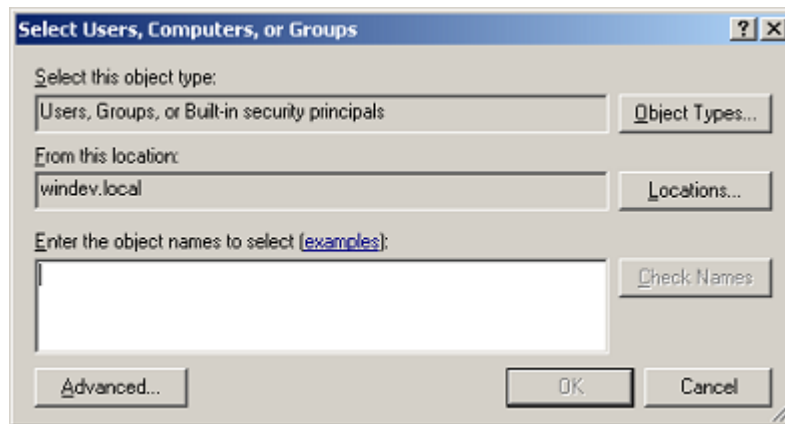 Select Users, Computers, or Groups
Select this object type:
Users, Groups, or Built-in security principals
Object Types...
From this location:
windev.local
Locations...
Enter the object names to select (examples):
Check Names
Advanced...
OK
Cancel